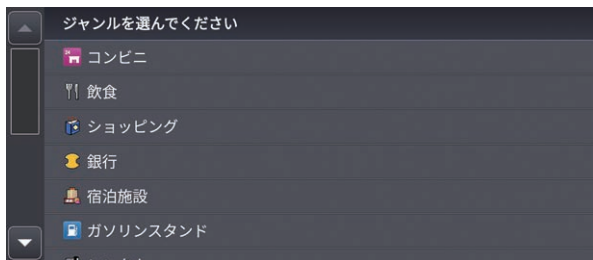 ジャンルを選んでください
コンビニ
飲食
ショッピング
銀行
宿泊施設
ガソリンスタンド